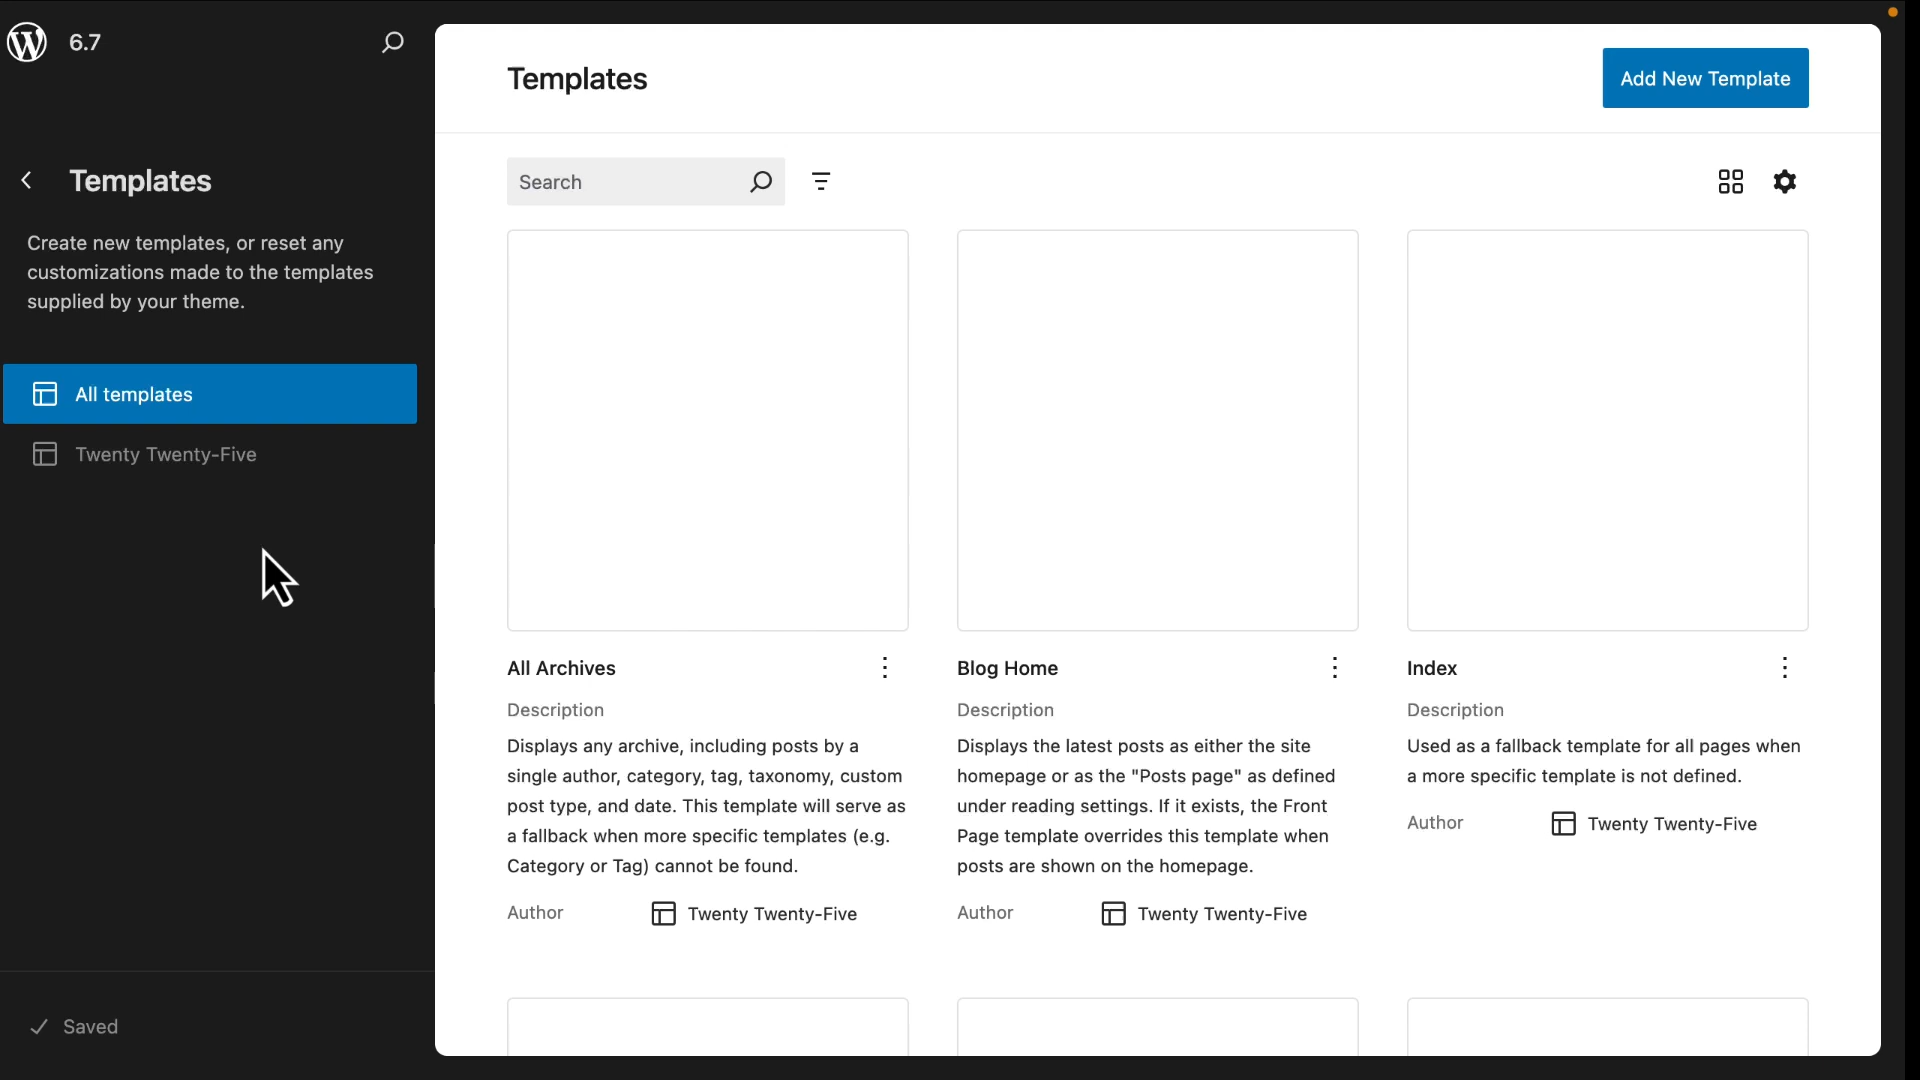 6.7
Templates
Create new templates, or reset any
customizations made to the templates
supplied by your theme.
All templates
Twenty Twenty-Five
Saved
Templates
Add New Template
Search
All Archives
Description
Displays any archive, including posts by a
single author, category, tag, taxonomy, custom
post type, and date. This template will serve as
a fallback when more specific templates (e.g.
Category or Tag) cannot be found.
Author
Twenty Twenty-Five
Blog Home
Description
Displays the latest posts as either the site
homepage or as the "Posts page" as defined
under reading settings. If it exists, the Front
Page template overrides this template when
posts are shown on the homepage.
Author
Twenty Twenty-Five
Index
Description
Used as a fallback template for all pages when
a more specific template is not defined.
Author
Twenty Twenty-Five